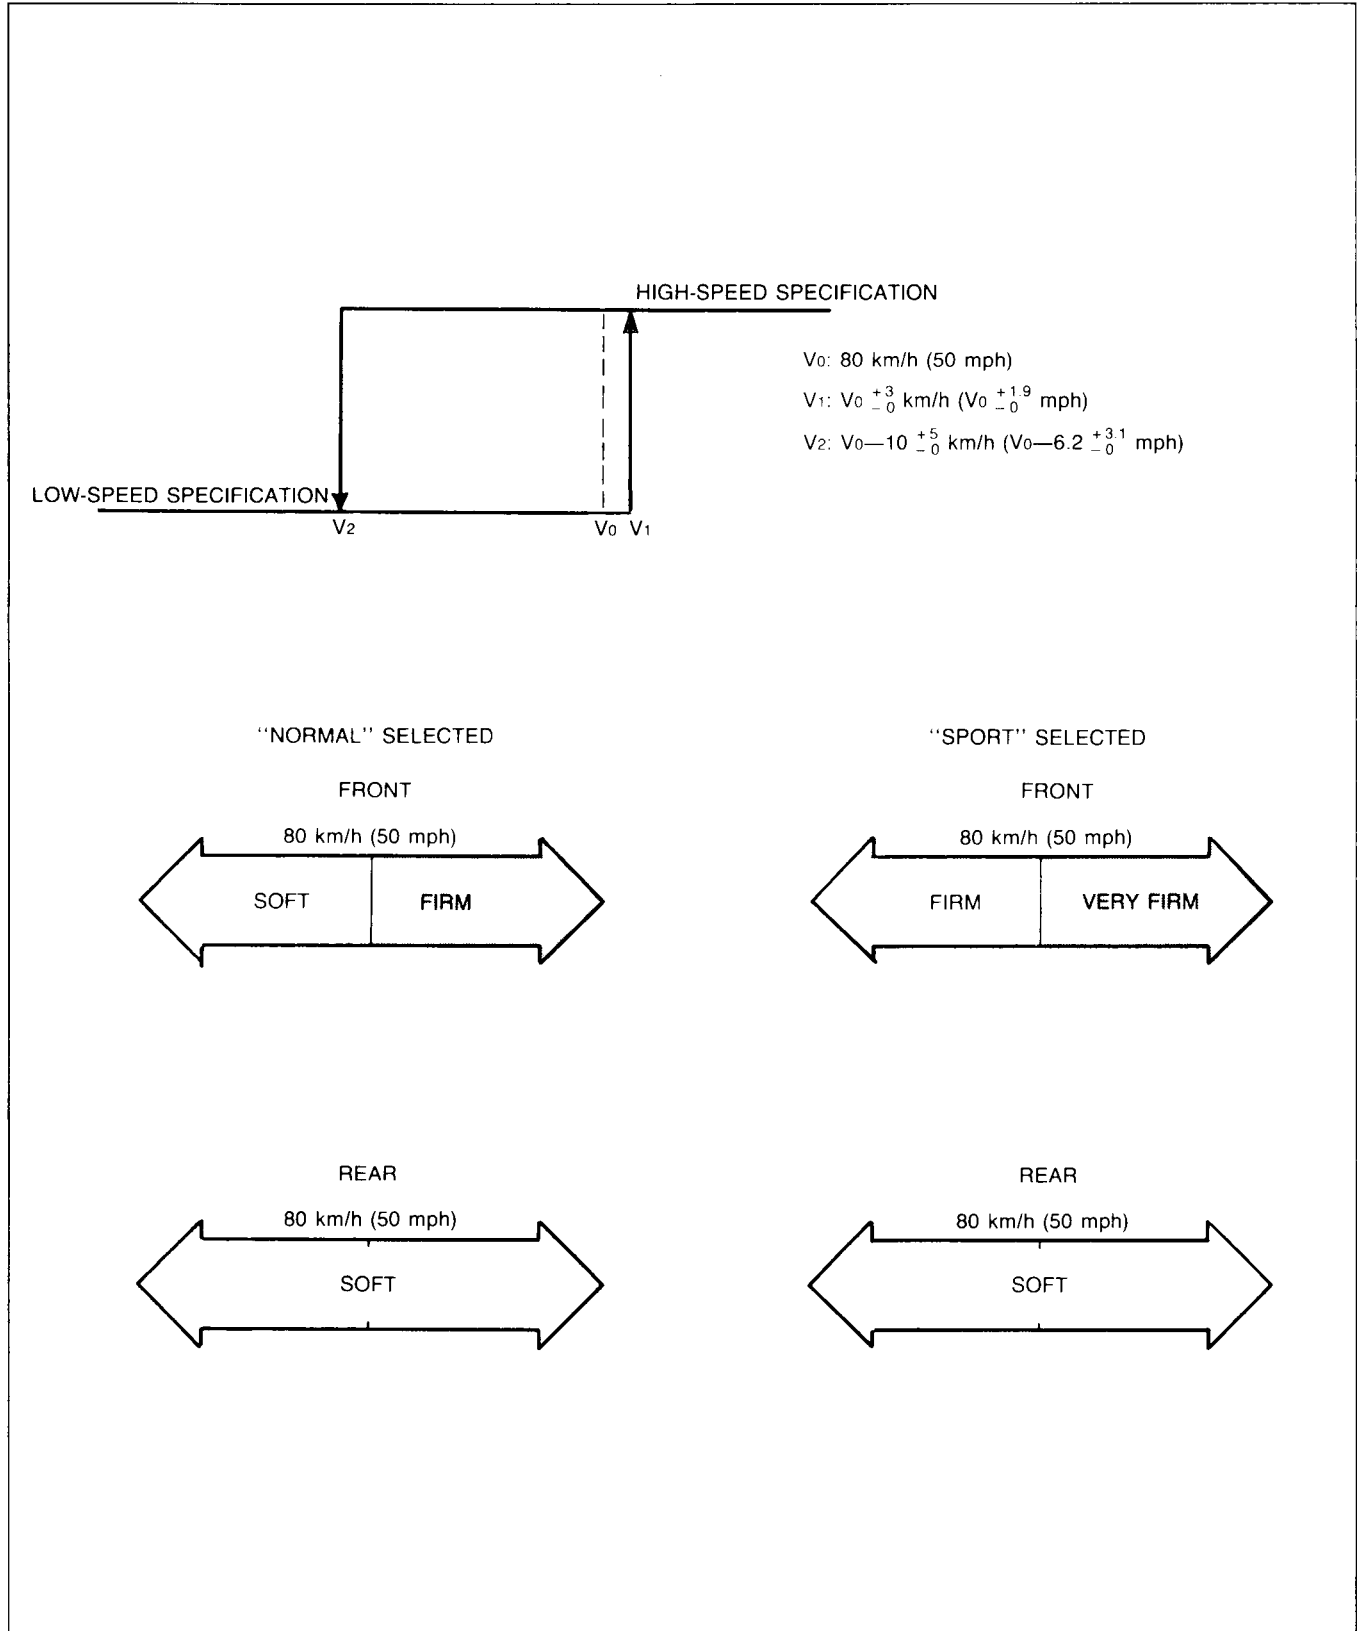 HIGH-SPEED SPECIFICATION
V0: 80 km/h (50 mph)
V1: V0 +3 −0 km/h (V0 +1.9 −0 mph)
V2: V0—10 +5 −0 km/h (V0—6.2 +3.1 −0 mph)
LOW-SPEED SPECIFICATION
V2 V0 V1
"NORMAL" SELECTED
FRONT
80 km/h (50 mph)
SOFT FIRM
"SPORT" SELECTED
FRONT
80 km/h (50 mph)
FIRM VERY FIRM
REAR
80 km/h (50 mph)
SOFT
REAR
80 km/h (50 mph)
SOFT